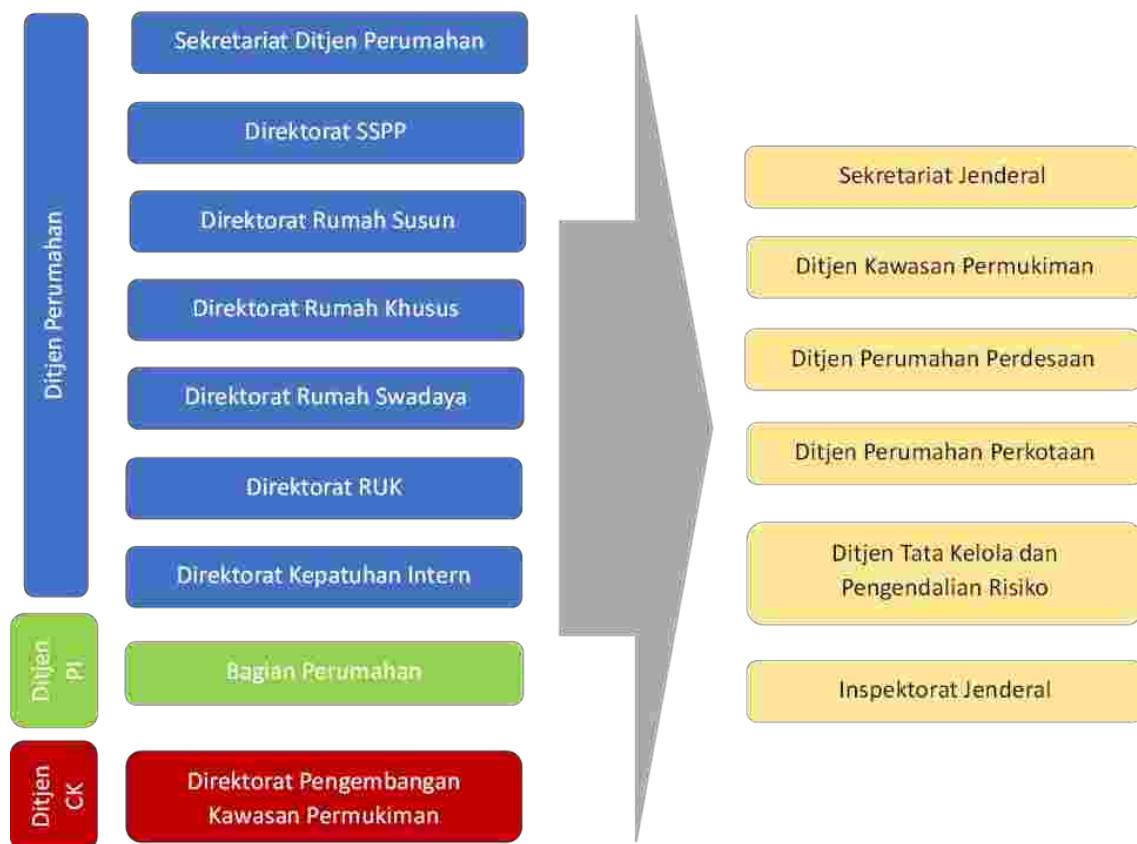 Ditjen Perumahan
Sekretariat Ditjen Perumahan
Direktorat SSPP
Direktorat Rumah Susun
Direktorat Rumah Khusus
Direktorat Rumah Swadaya
Direktorat RUK
Direktorat Kepatuhan Intern
Ditjen
PI
Bagian Perumahan
Ditjen
CK
Direktorat Pengembangan
Kawasan Permukiman
Sekretariat Jenderal
Ditjen Kawasan Permukiman
Ditjen Perumahan Perdesaan
Ditjen Perumahan Perkotaan
Ditjen Tata Kelola dan
Pengendalian Risiko
Inspektorat Jenderal